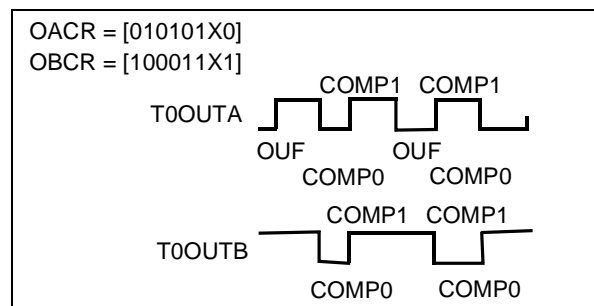 OACR = [010101X0]
OBCR = [100011X1]
COMP1 COMP1
T0OUTA
OUF OUF
COMP0 COMP0
COMP1 COMP1
T0OUTB
COMP0 COMP0